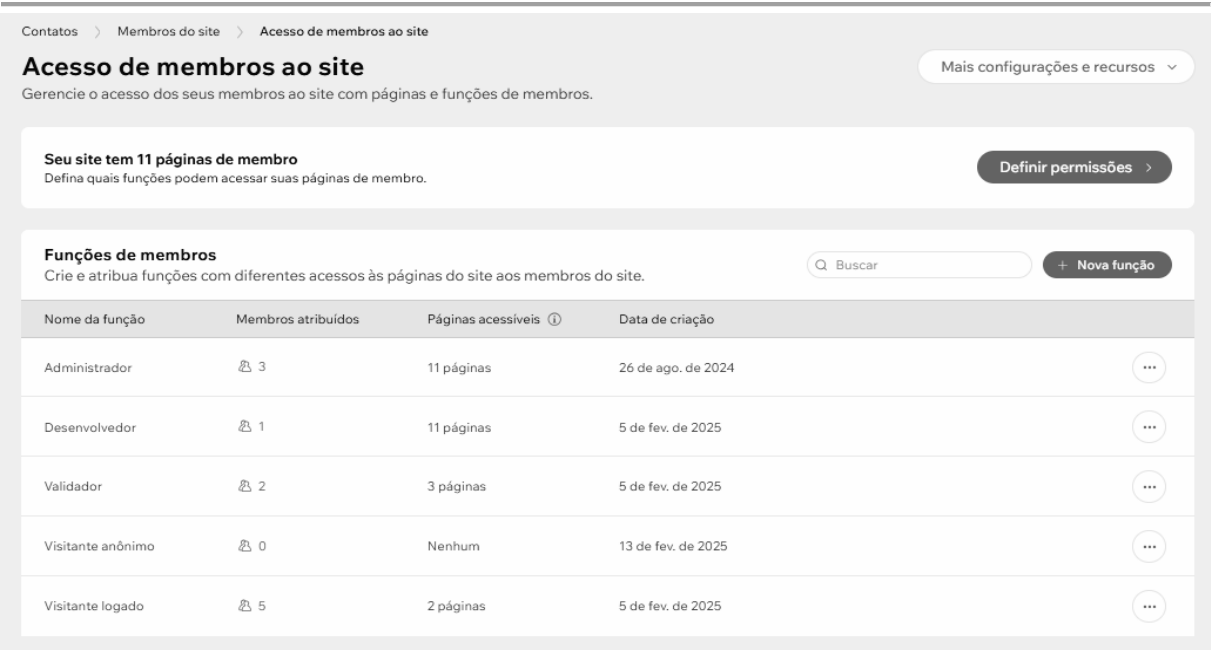 Contatos > Membros do site > Acesso de membros ao site
Acesso de membros ao site
Mais configurações e recursos
Gerencie o acesso dos seus membros ao site com páginas e funções de membros.
Seu site tem 11 páginas de membro
Defina quais funções podem acessar suas páginas de membro.
Definir permissões >
Funções de membros
Crie e atribua funções com diferentes acessos às páginas do site aos membros do site.
Buscar
+ Nova função
Nome da função Membros atribuídos Páginas acessíveis Data de criação
Administrador 3 11 páginas 26 de ago. de 2024
Desenvolvedor 1 11 páginas 5 de fev. de 2025
Validador 2 3 páginas 5 de fev. de 2025
Visitante anônimo 0 Nenhum 13 de fev. de 2025
Visitante logado 5 2 páginas 5 de fev. de 2025